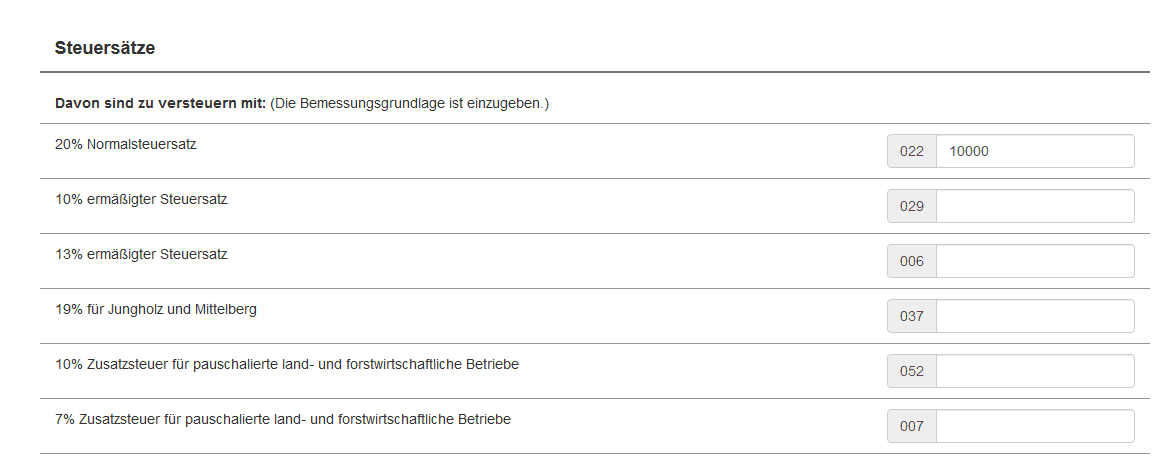 Steuersätze
Davon sind zu versteuern mit: (Die Bemessungsgrundlage ist einzugeben.)
20% Normalsteuersatz 022 10000
10% ermäßigter Steuersatz 029
13% ermäßigter Steuersatz 006
19% für Jungholz und Mittelberg 037
10% Zusatzsteuer für pauschalierte land- und forstwirtschaftliche Betriebe 052
7% Zusatzsteuer für pauschalierte land- und forstwirtschaftliche Betriebe 007